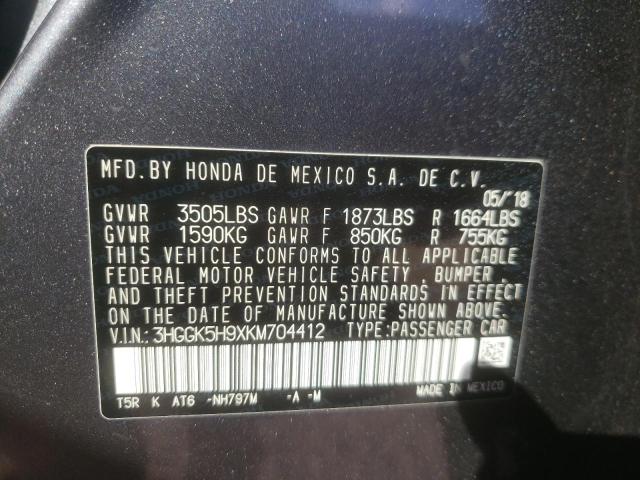 MFD.BY HONDA DE MEXICO S.A. DE C.V.
05/'18
GVWR 3505LBS GAWR F 1873LBS R 1664LBS
GVWR 1590KG GAWR F 850KG R 755KG
THIS VEHICLE CONFORMS TO ALL APPLICABLE
FEDERAL MOTOR VEHICLE SAFETY, BUMPER,
AND THEFT PREVENTION STANDARDS IN EFFECT
ON THE DATE OF MANUFACTURE SHOWN ABOVE.
V.I.N.: 3HGGK5H9XKM704412 TYPE:PASSENGER CAR
T5R K AT6 -NH797M -A -M MADE IN MEXICO